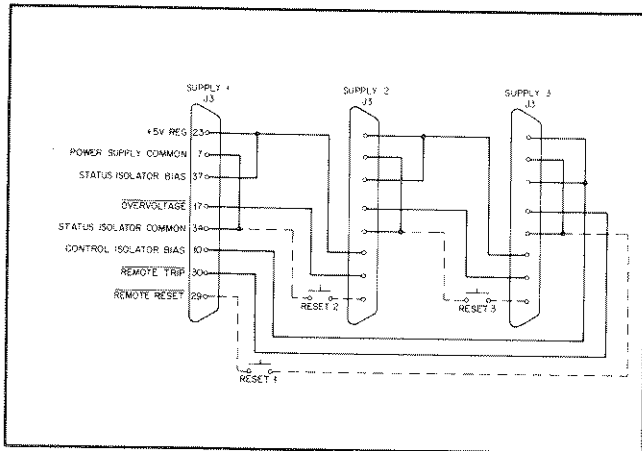 SUPPLY 1
J3
SUPPLY 2
J3
SUPPLY 3
J3
+5V REG 23
POWER SUPPLY COMMON 7
STATUS ISOLATOR BIAS 37
OVERVOLTAGE 17
STATUS ISOLATOR COMMON 34
CONTROL ISOLATOR BIAS 10
REMOTE TRIP 30
REMOTE RESET 29
RESET 2
RESET 3
RESET 1